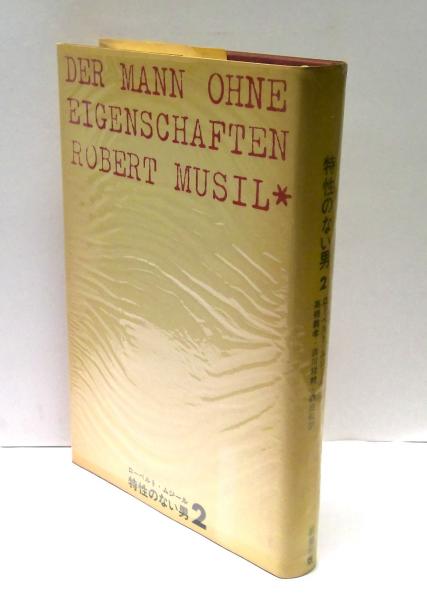 DER MANN OHNE
EIGENSCHAFTEN
ROBERT MUSIL*
ローベルト・ムジール
特性のない男2
特性のない男 2